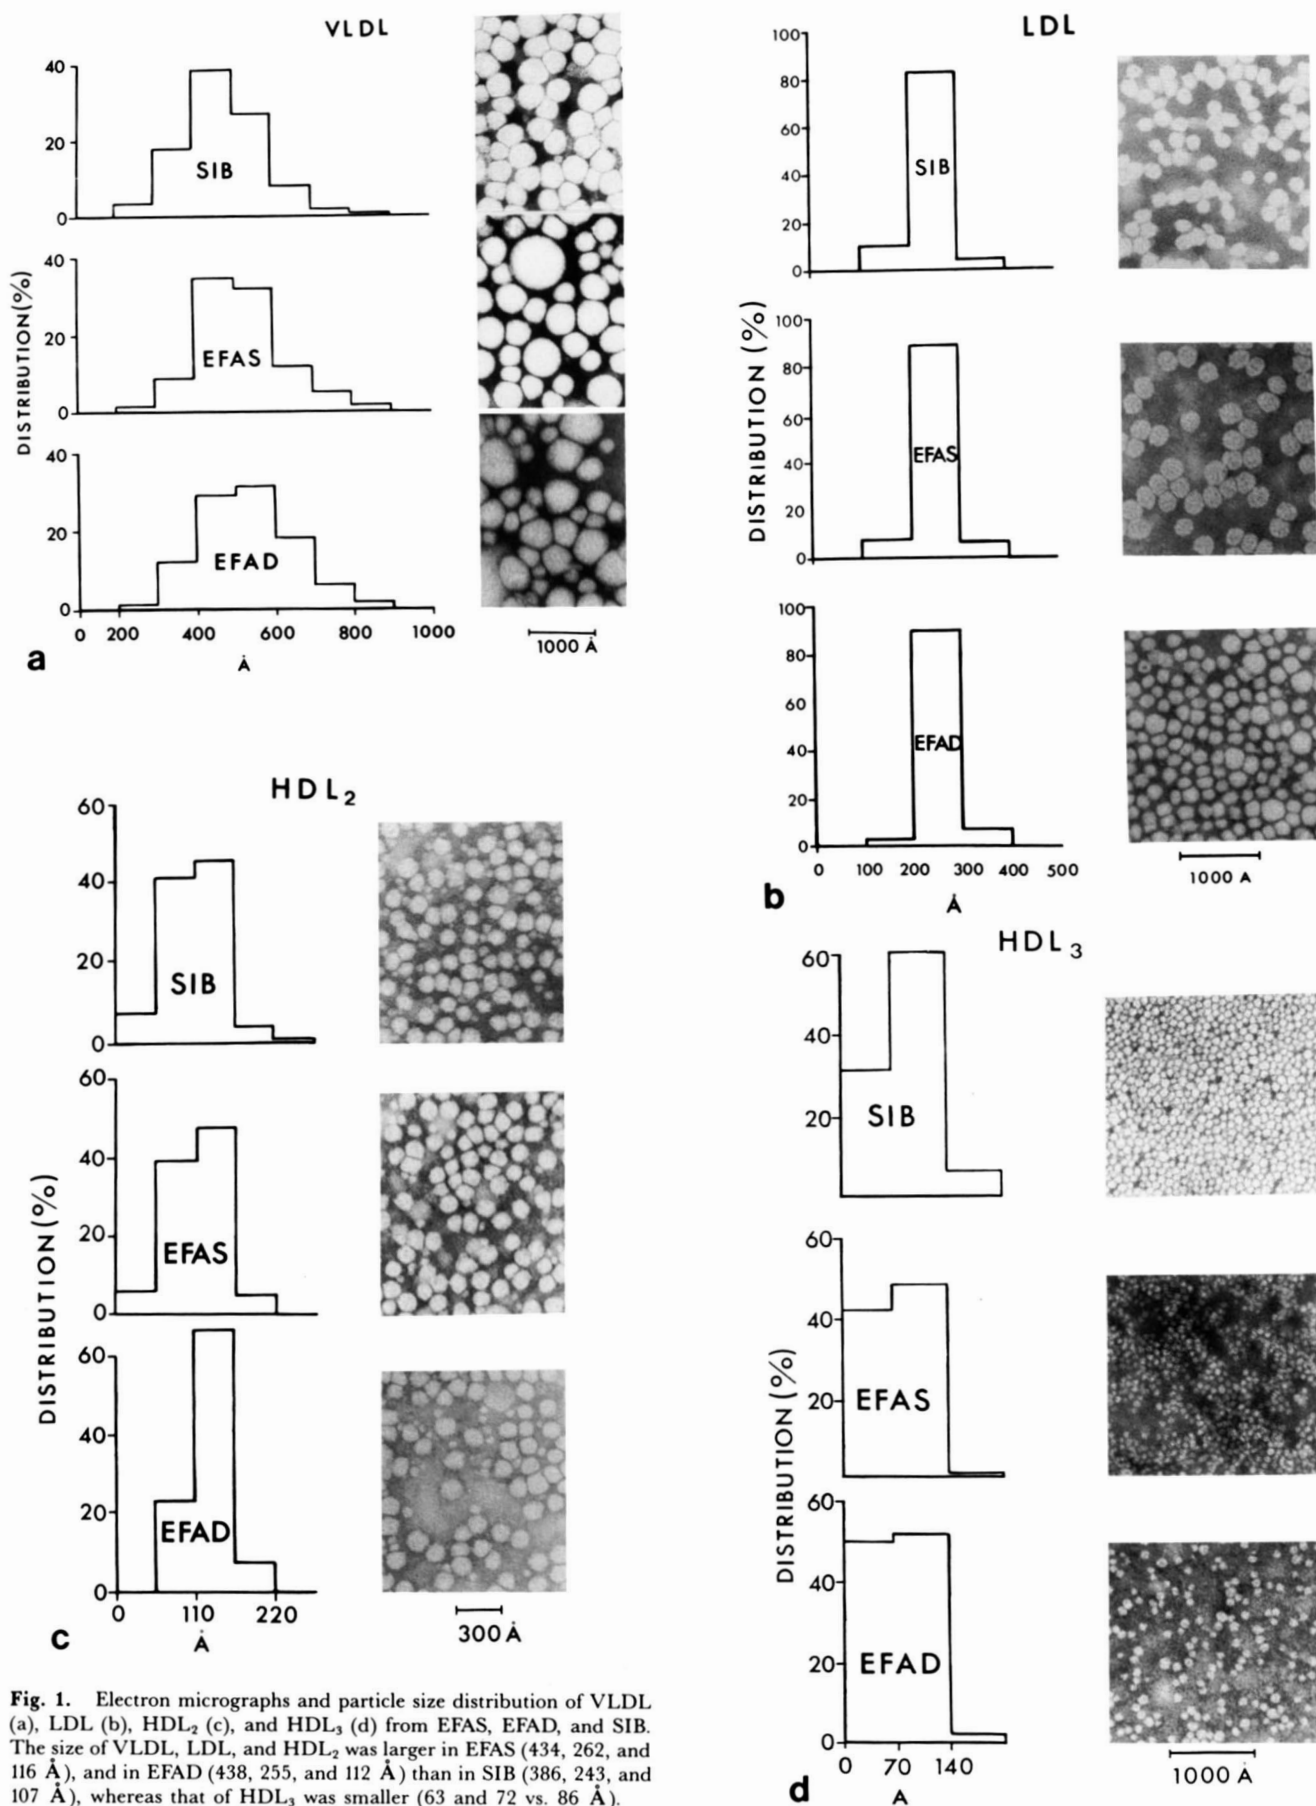 VLDL
40
20
0
SIB
40
20
0
EFAS
DISTRIBUTION (%)
40
20
0
EFAD
0 200 400 600 800 1000
Å
1000 Å
a
LDL
100
80
60
40
20
0
SIB
100
80
60
40
20
0
EFAS
DISTRIBUTION (%)
100
80
60
40
20
0
EFAD
0 100 200 300 400 500
Å
1000 A
b
HDL2
60
40
20
0
SIB
60
40
20
0
EFAS
DISTRIBUTION (%)
60
40
20
0
EFAD
0 110 220
Å
300 Å
c
HDL3
60
40
20
SIB
60
40
20
EFAS
DISTRIBUTION (%)
60
40
20
0
EFAD
0 70 140
A
1000 Å
d
Fig. 1. Electron micrographs and particle size distribution of VLDL
(a), LDL (b), HDL2 (c), and HDL3 (d) from EFAS, EFAD, and SIB.
The size of VLDL, LDL, and HDL2 was larger in EFAS (434, 262, and
116 Å), and in EFAD (438, 255, and 112 Å) than in SIB (386, 243, and
107 Å), whereas that of HDL3 was smaller (63 and 72 vs. 86 Å).